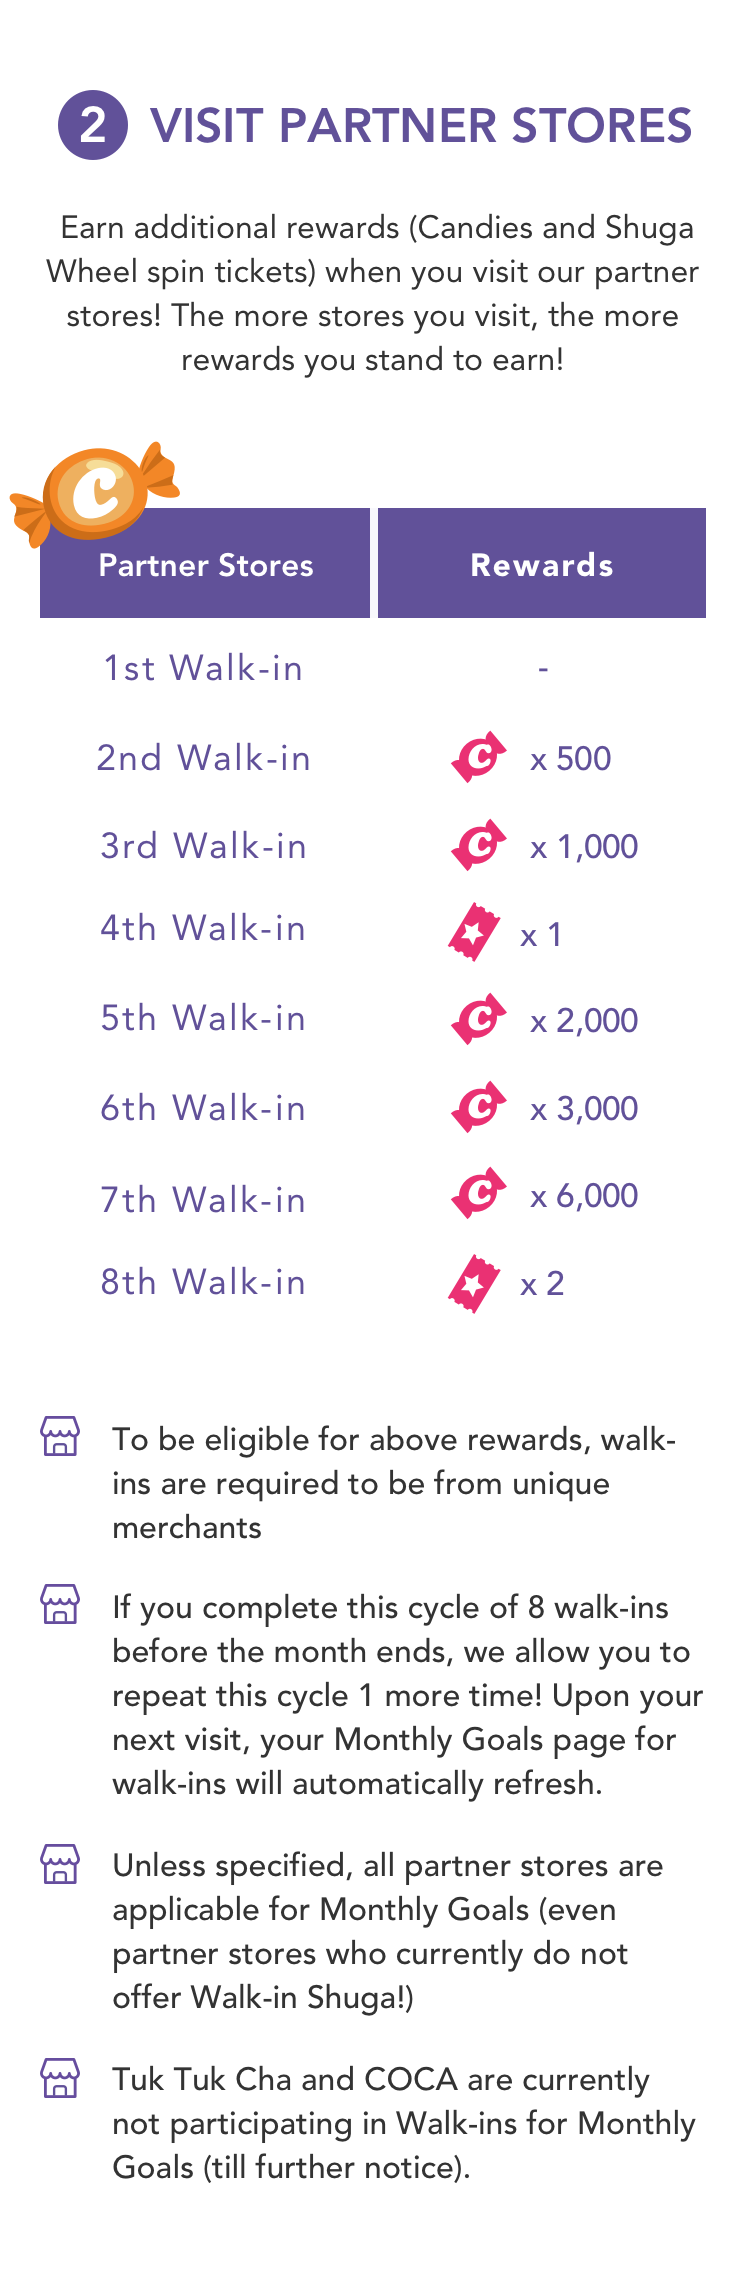 2 VISIT PARTNER STORES
Earn additional rewards (Candies and Shuga
Wheel spin tickets) when you visit our partner
stores! The more stores you visit, the more
rewards you stand to earn!
C
Partner Stores Rewards
1st Walk-in -
2nd Walk-in C x 500
3rd Walk-in C x 1,000
4th Walk-in x 1
5th Walk-in C x 2,000
6th Walk-in C x 3,000
7th Walk-in C x 6,000
8th Walk-in x 2
To be eligible for above rewards, walk-
ins are required to be from unique
merchants
If you complete this cycle of 8 walk-ins
before the month ends, we allow you to
repeat this cycle 1 more time! Upon your
next visit, your Monthly Goals page for
walk-ins will automatically refresh.
Unless specified, all partner stores are
applicable for Monthly Goals (even
partner stores who currently do not
offer Walk-in Shuga!)
Tuk Tuk Cha and COCA are currently
not participating in Walk-ins for Monthly
Goals (till further notice).